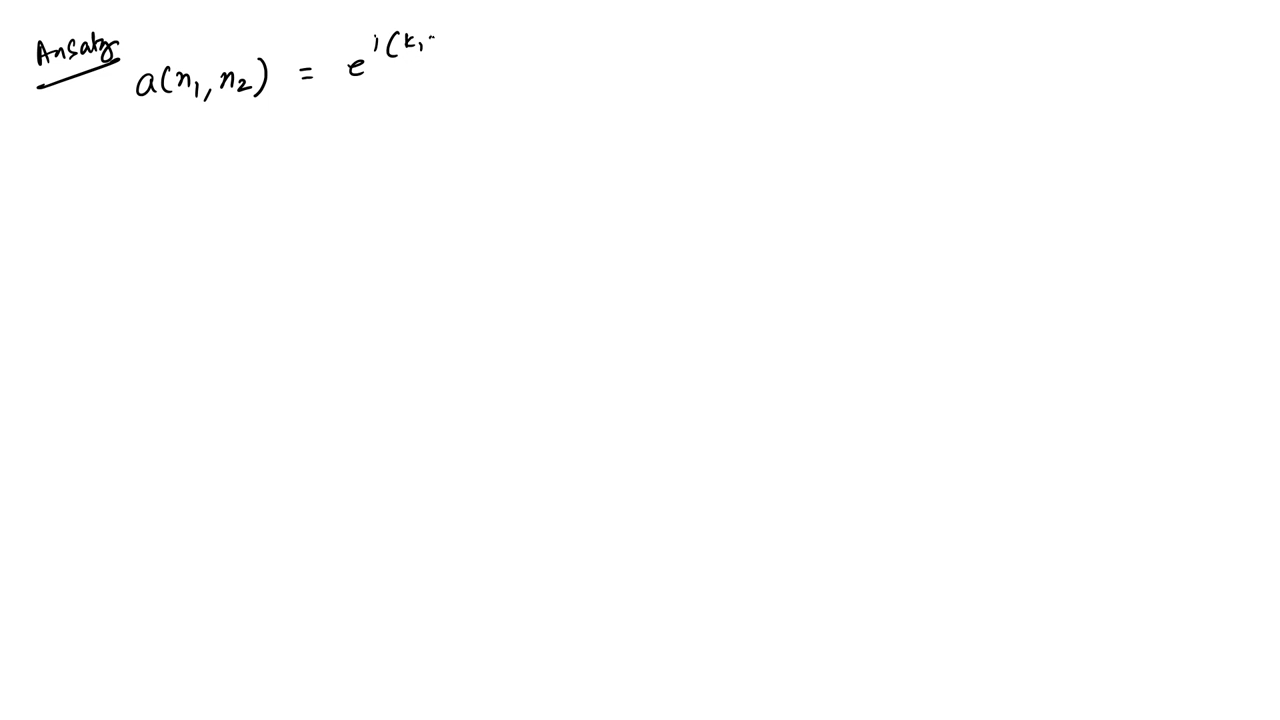 Ansatz a(n₁, n₂) = e^{i(k₁